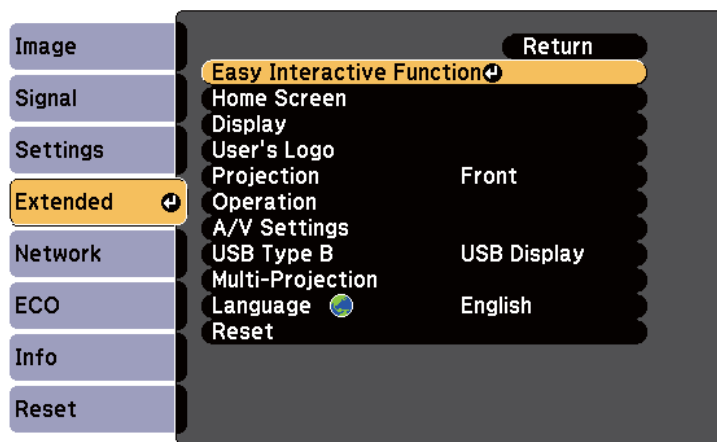 Image
Signal
Settings
Extended
Network
ECO
Info
Reset
Return
Easy Interactive Function
Home Screen
Display
User's Logo
Projection Front
Operation
A/V Settings
USB Type B USB Display
Multi-Projection
Language English
Reset